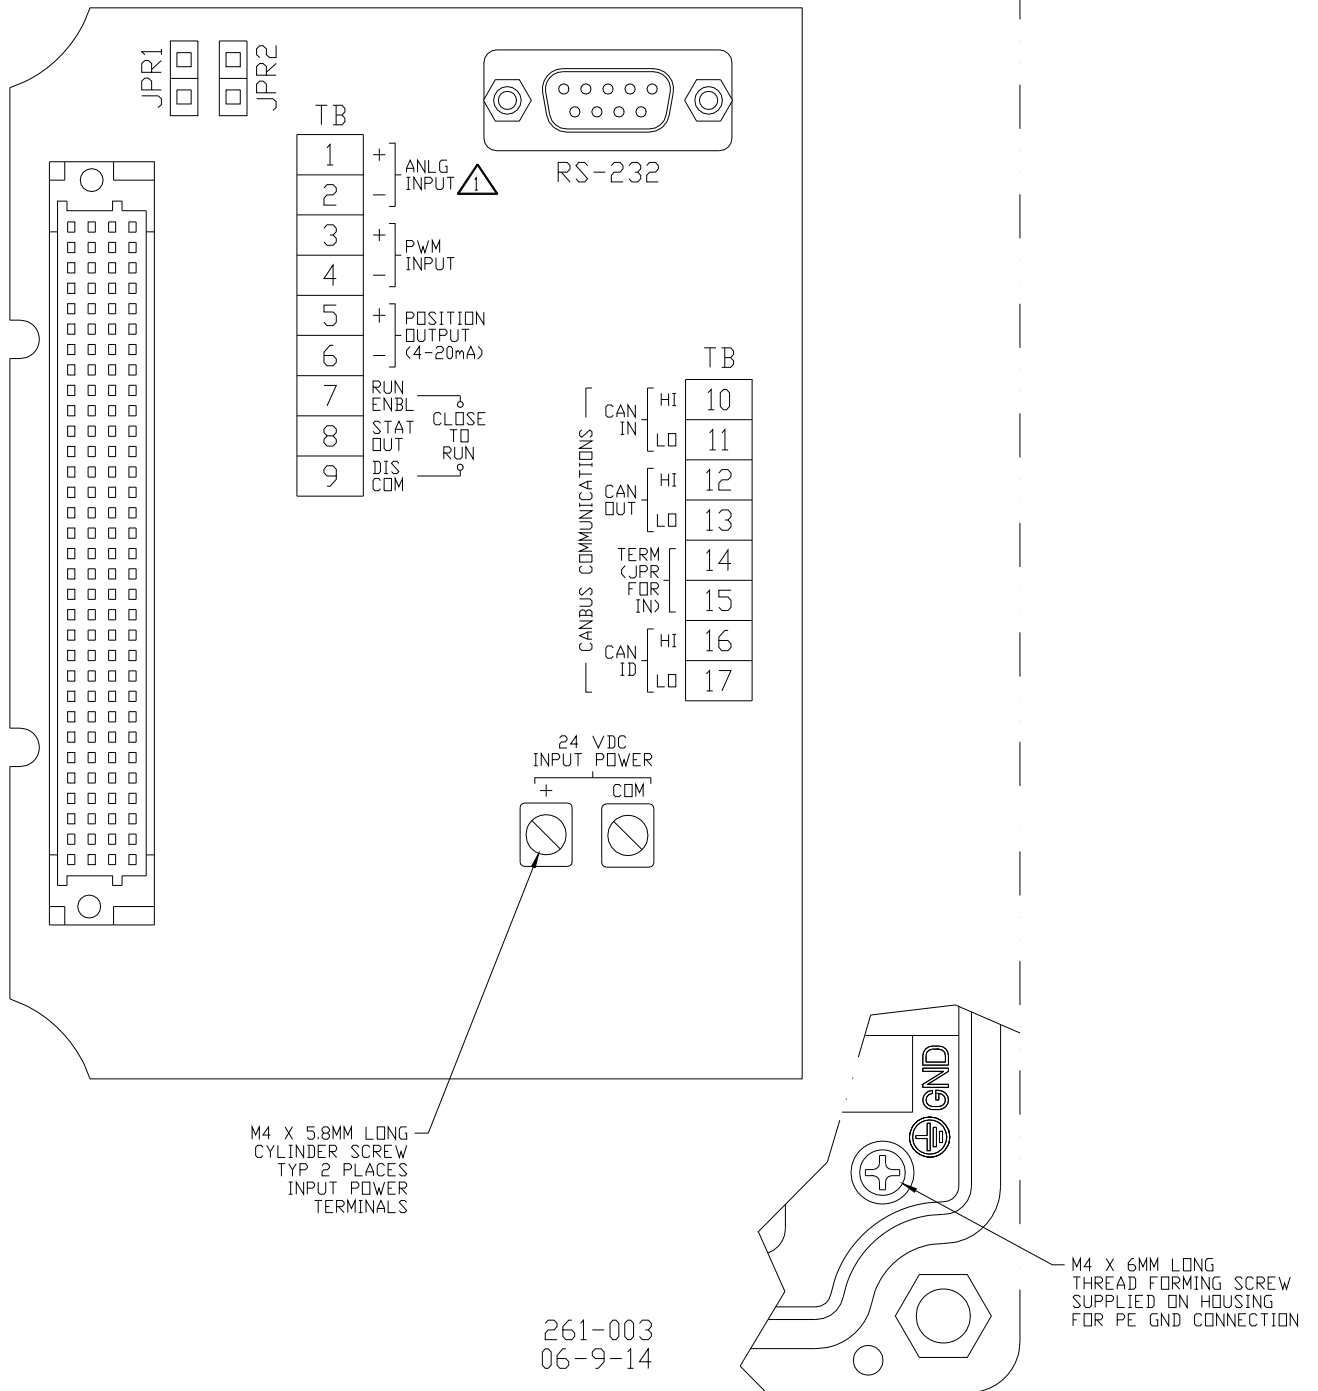 JPR1
JPR2
TB
1
+
ANLG
INPUT
1
2
-
3
+
PWM
INPUT
4
-
5
+
POSITION
OUTPUT
(4-20mA)
6
-
7
RUN
ENBL
8
STAT
OUT
9
DIS
COM
CLOSE
TO
RUN
RS-232
TB
CANBUS COMMUNICATIONS
CAN
IN
HI
10
LO
11
CAN
OUT
HI
12
LO
13
TERM
(JPR
FOR
IN)
14
15
CAN
ID
HI
16
LO
17
24 VDC
INPUT POWER
+
COM
M4 X 5.8MM LONG
CYLINDER SCREW
TYP 2 PLACES
INPUT POWER
TERMINALS
GND
M4 X 6MM LONG
THREAD FORMING SCREW
SUPPLIED ON HOUSING
FOR PE GND CONNECTION
261-003
06-9-14